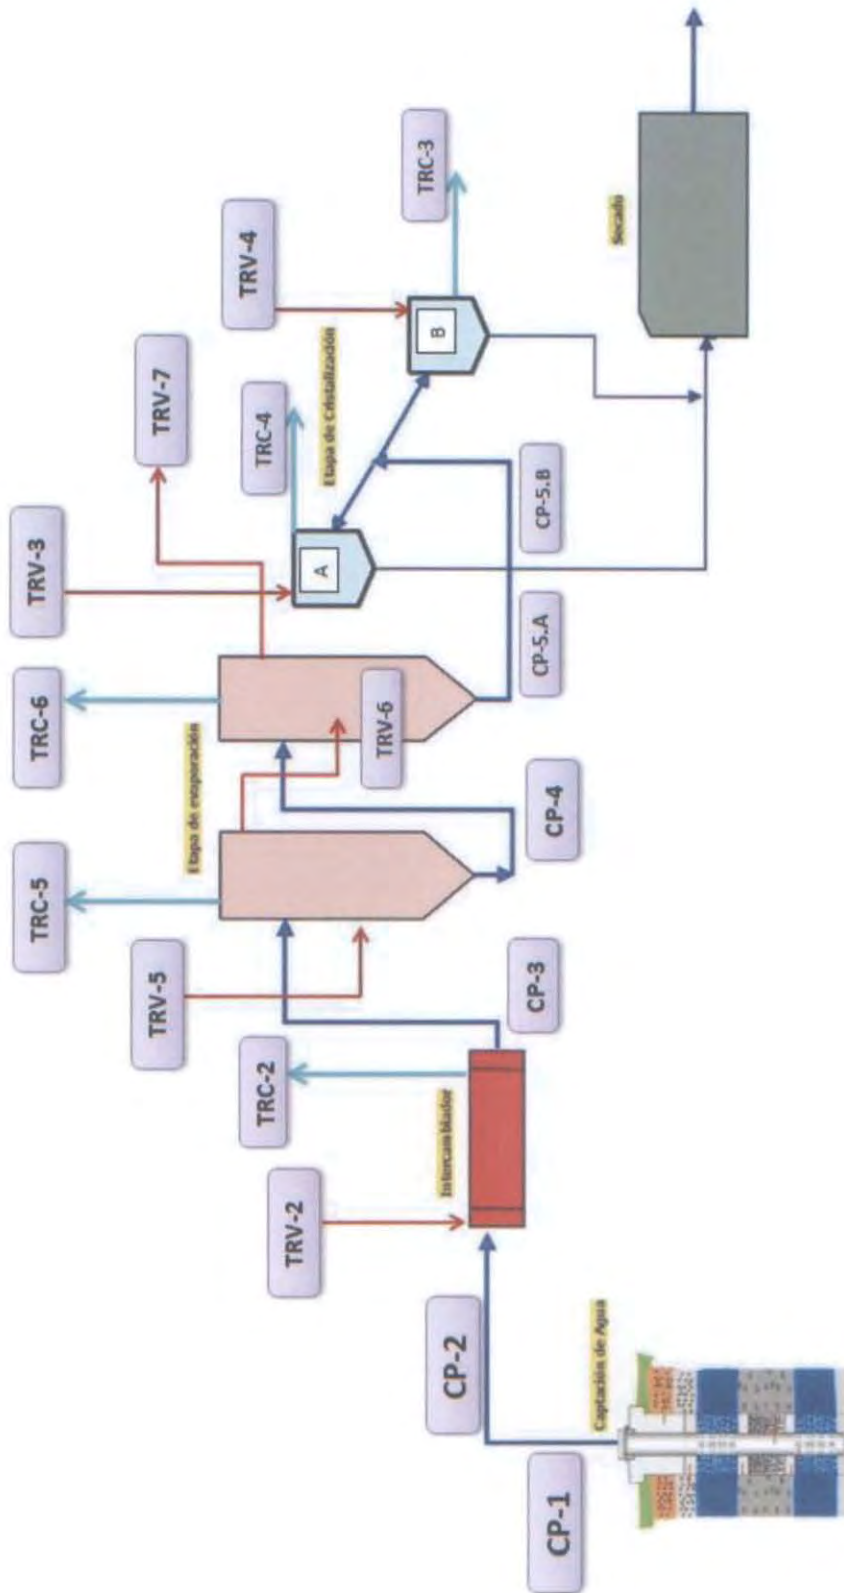 CP-1
CP-2
Captación de Agua
TRV-2
TRC-2
Intercambiador
CP-3
TRV-5
TRC-5
Etapa de evaporación
CP-4
TRC-6
TRV-6
TRV-3
TRV-7
A
CP-5.A
CP-5.B
TRC-4
Etapa de Cristalización
TRV-4
B
TRC-3
Secado